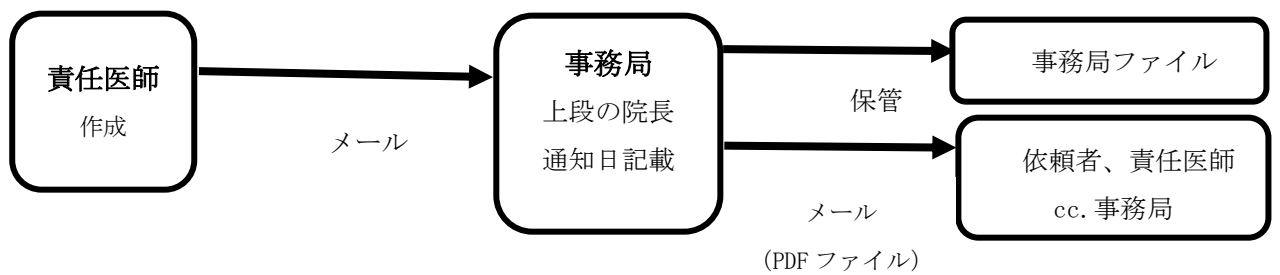 責任医師
作成
メール
事務局
上段の院長
通知日記載
保管
事務局ファイル
メール
(PDF ファイル)
依頼者、責任医師
cc.事務局